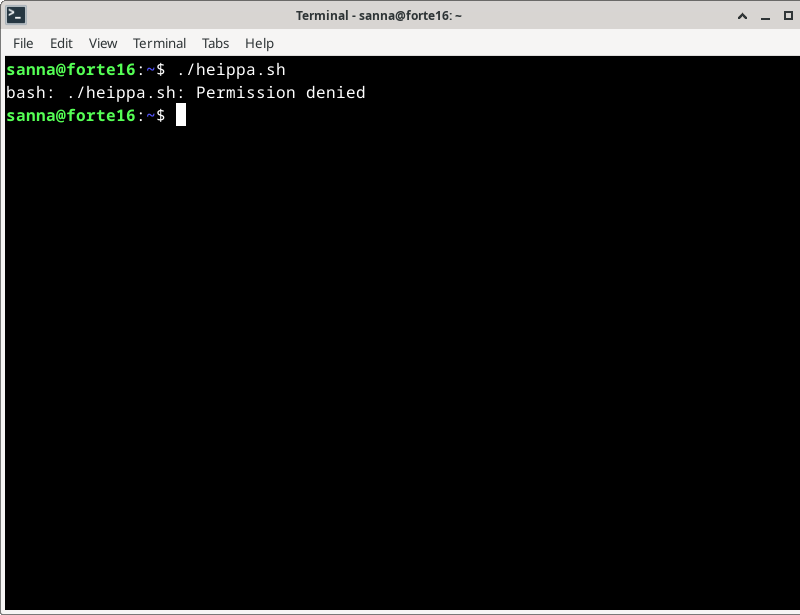 Terminal - sanna@forte16: ~
File Edit View Terminal Tabs Help
sanna@forte16:~$ ./heippa.sh
bash: ./heippa.sh: Permission denied
sanna@forte16:~$